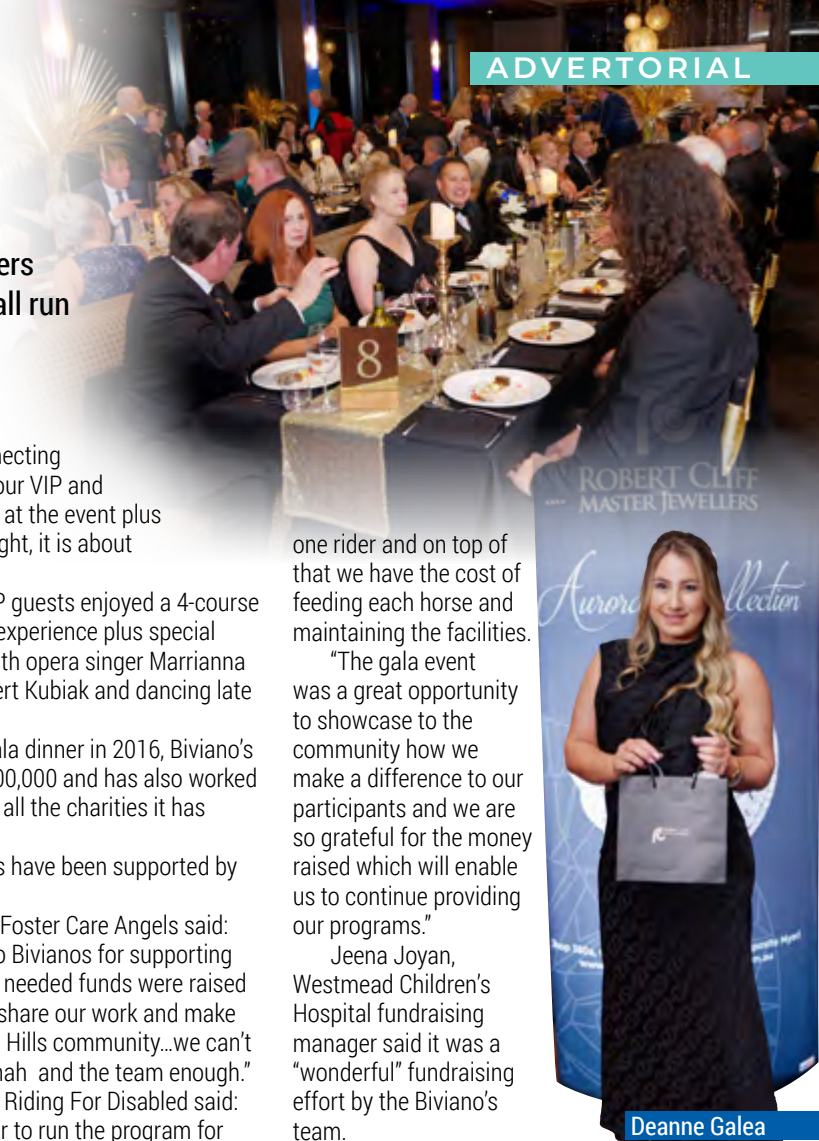 ADVERTORIAL
ers
all run
8
necting
our VIP and
at the event plus
ght, it is about
P guests enjoyed a 4-course
experience plus special
th opera singer Marrianna
ert Kubiak and dancing late
ala dinner in 2016, Biviano's
00,000 and has also worked
all the charities it has
s have been supported by
Foster Care Angels said:
o Bivianos for supporting
needed funds were raised
share our work and make
Hills community…we can't
nah and the team enough."
Riding For Disabled said:
er to run the program for
one rider and on top of
that we have the cost of
feeding each horse and
maintaining the facilities.
"The gala event
was a great opportunity
to showcase to the
community how we
make a difference to our
participants and we are
so grateful for the money
raised which will enable
us to continue providing
our programs."
Jeena Joyan,
Westmead Children's
Hospital fundraising
manager said it was a
"wonderful" fundraising
effort by the Biviano's
team.
ROBERT CLIFF
MASTER JEWELLERS
Aurora
llection
Deanne Galea